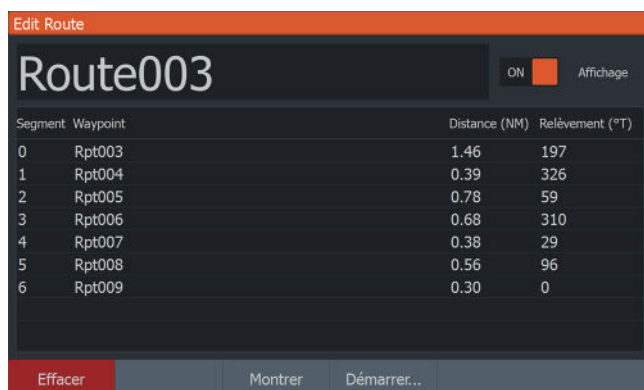 Edit Route
Route003 ON Affichage
Segment Waypoint Distance (NM) Relèvement (°T)
0 Rpt003 1.46 197
1 Rpt004 0.39 326
2 Rpt005 0.78 59
3 Rpt006 0.68 310
4 Rpt007 0.38 29
5 Rpt008 0.56 96
6 Rpt009 0.30 0
Effacer Montrer Démarrer...